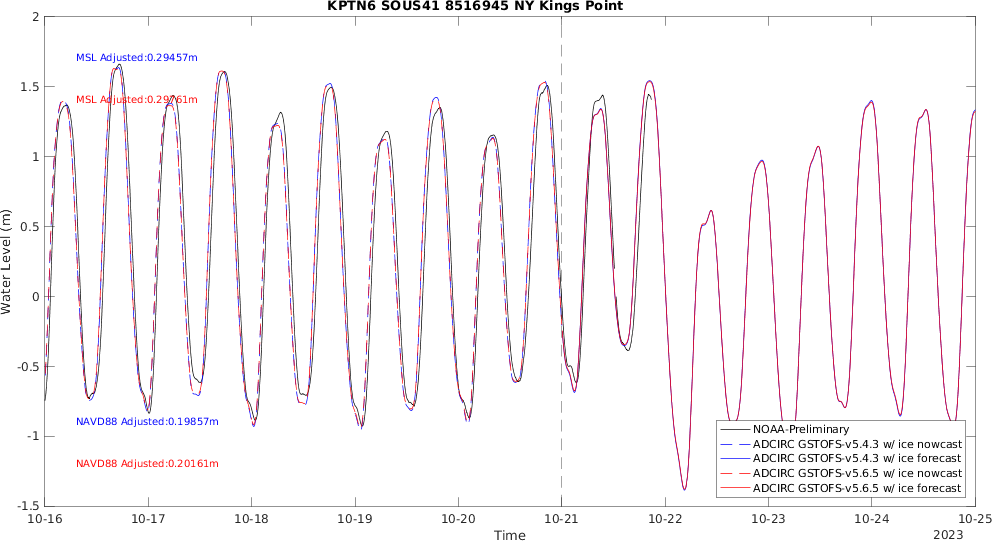 KPTN6 SOUS41 8516945 NY Kings Point
Water Level (m)
2
1.5
1
0.5
0
-0.5
-1
-1.5
MSL Adjusted:0.29457m
MSL Adjusted:0.29761m
NAVD88 Adjusted:0.19857m
NAVD88 Adjusted:0.20161m
NOAA-Preliminary
ADCIRC GSTOFS-v5.4.3 w/ ice nowcast
ADCIRC GSTOFS-v5.4.3 w/ ice forecast
ADCIRC GSTOFS-v5.6.5 w/ ice nowcast
ADCIRC GSTOFS-v5.6.5 w/ ice forecast
10-16 10-17 10-18 10-19 10-20 10-21 10-22 10-23 10-24 10-25
Time
2023